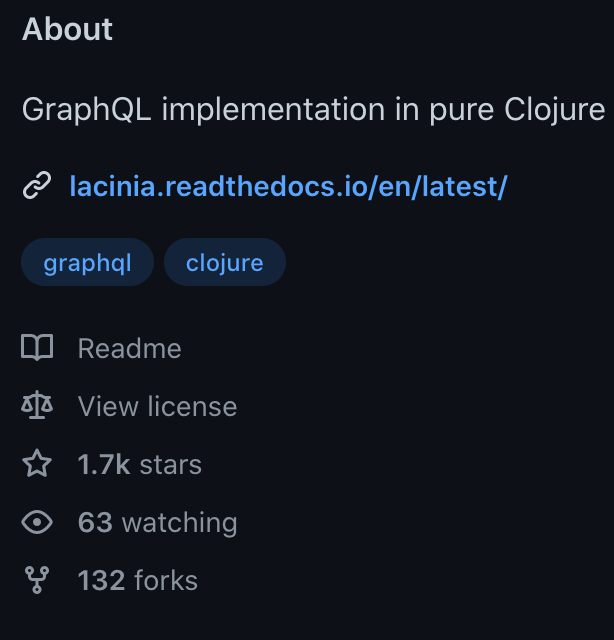 About
GraphQL implementation in pure Clojure
lacinia.readthedocs.io/en/latest/
graphql clojure
Readme
View license
1.7k stars
63 watching
132 forks